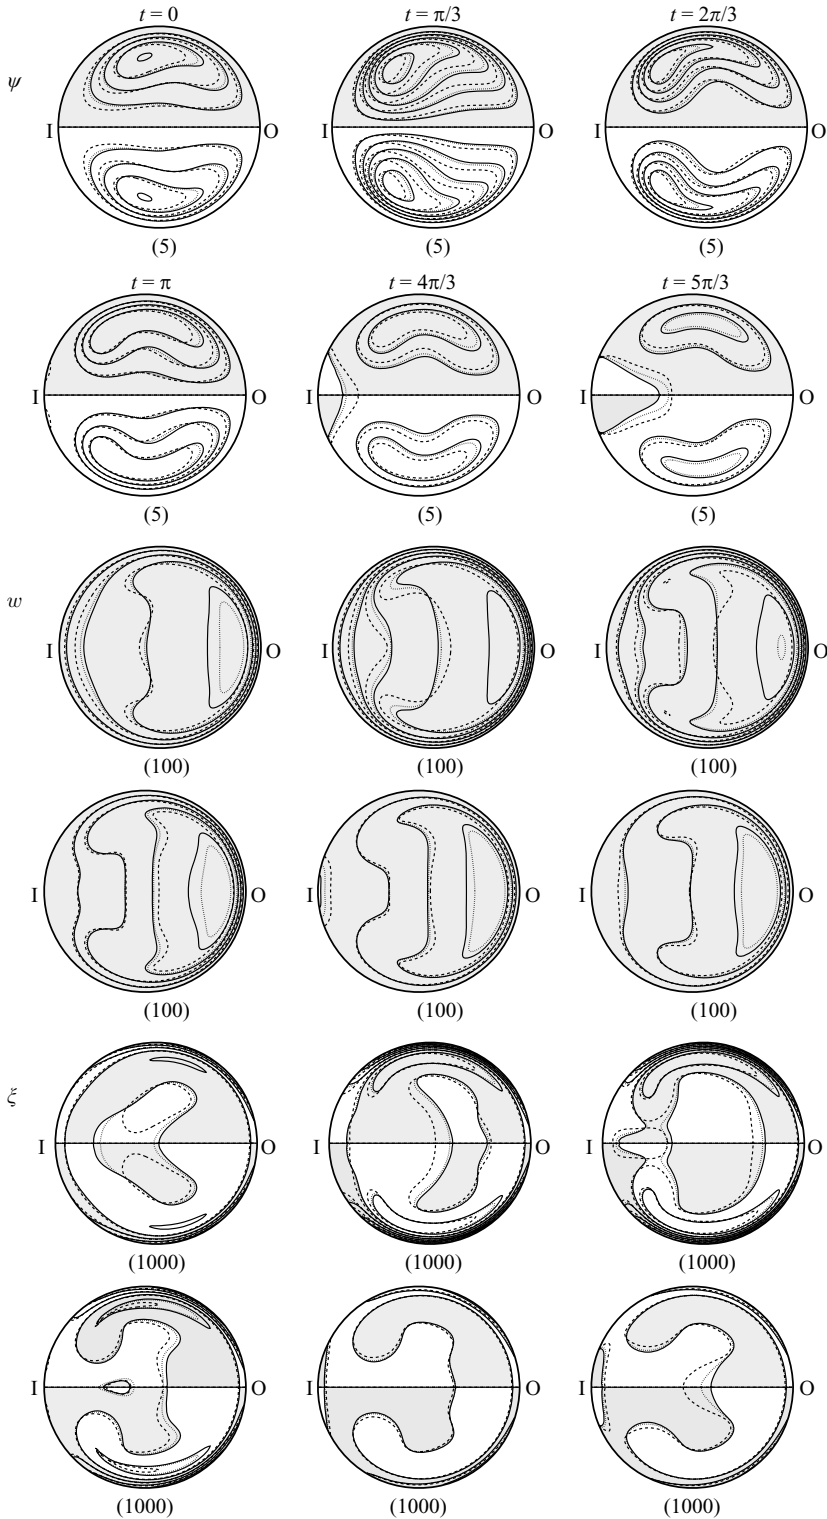 t = 0 t = π/3 t = 2π/3
ψ
I O I O I O
(5) (5) (5)
t = π t = 4π/3 t = 5π/3
I O I O I O
(5) (5) (5)
w
I O I O I O
(100) (100) (100)
I O I O I O
(100) (100) (100)
ξ
I O I O I O
(1000) (1000) (1000)
I O I O I O
(1000) (1000) (1000)